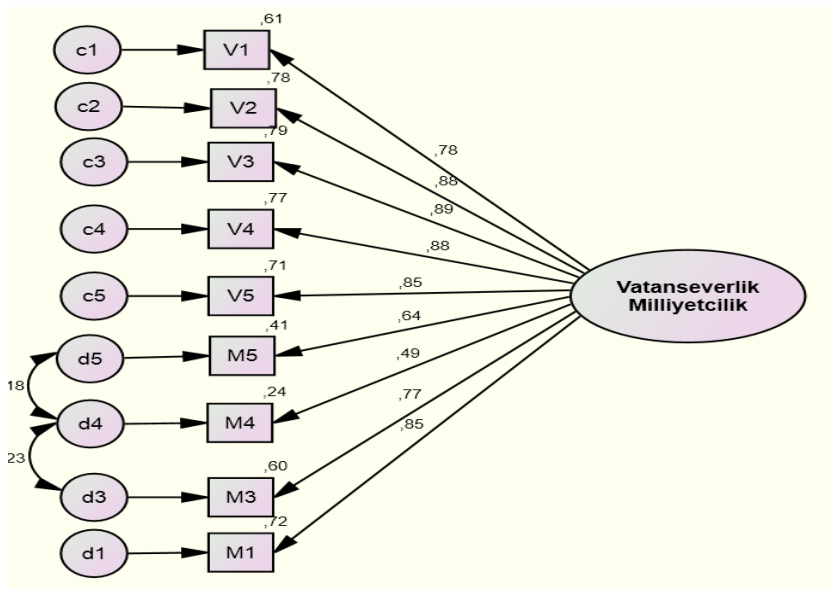 ,61
c1 V1
,78
c2 V2
,79
c3 V3
,78
,88
,89
,77
c4 V4
,88
Vatanseverlik
Milliyetcilik
,71
c5 V5
,85
,41
,64
d5 M5
18
,49
,24
d4 M4
,77
,85
23
,60
d3 M3
,72
d1 M1